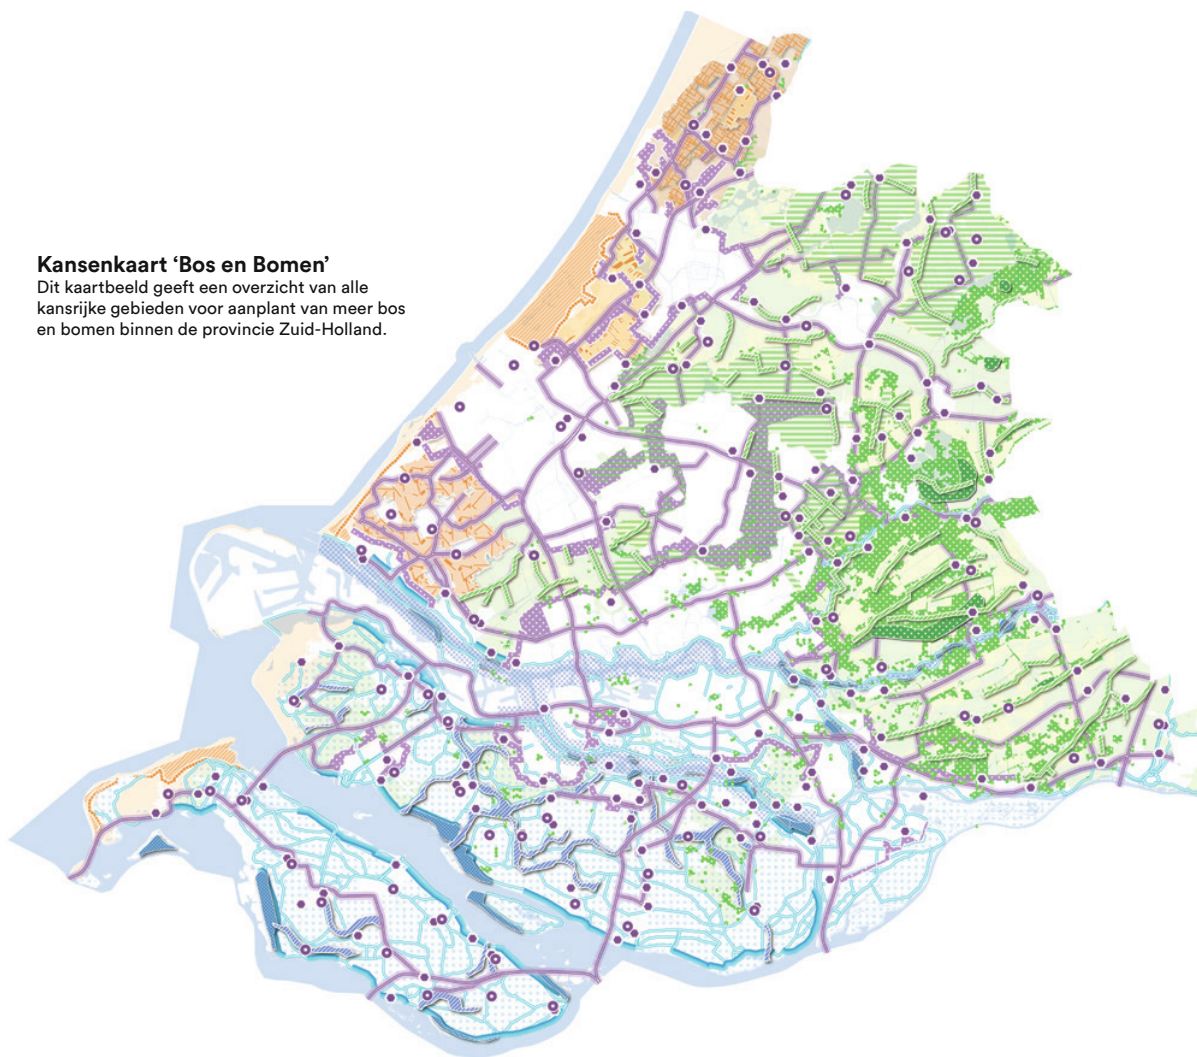 Kansenkaart ‘Bos en Bomen’
Dit kaartbeeld geeft een overzicht van alle
kansrijke gebieden voor aanplant van meer bos
en bomen binnen de provincie Zuid-Holland.